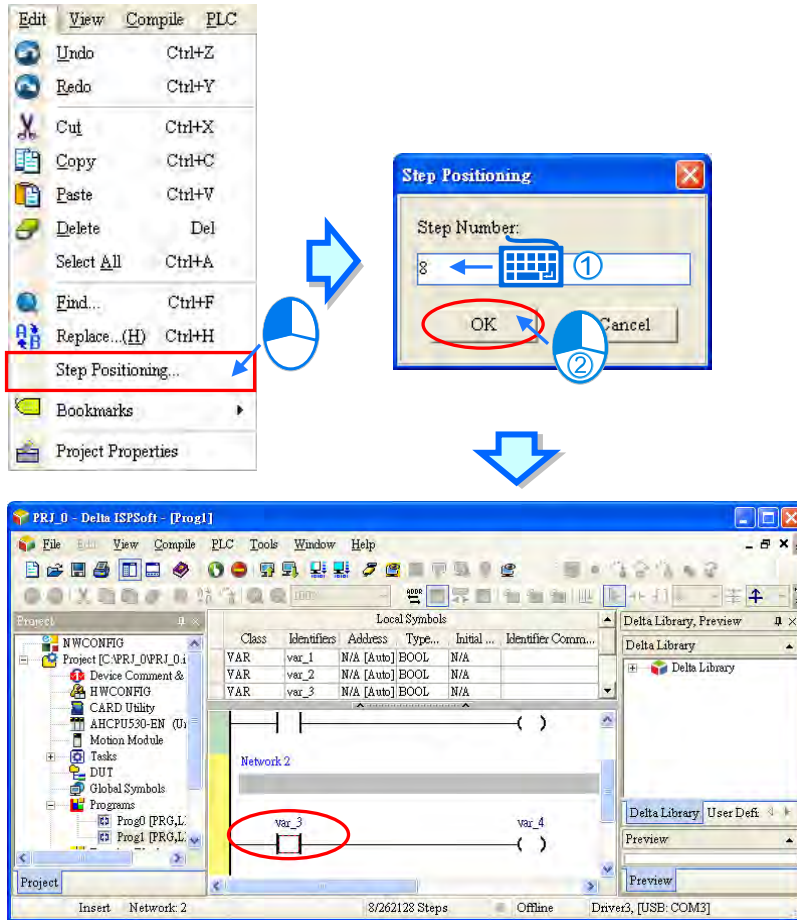 Edit View Compile PLC
Undo Ctrl+Z
Redo Ctrl+Y
Cut Ctrl+X
Copy Ctrl+C
Paste Ctrl+V
Delete Del
Select All Ctrl+A
Find... Ctrl+F
Replace...(H) Ctrl+H
Step Positioning...
Bookmarks
Project Properties
Step Positioning
Step Number:
8 1
OK Cancel
2
PRJ_0 - Delta ISPSoft - [Prog1]
File Edit View Compile PLC Tools Window Help
Project
NWCONFIG
Project [C:\PRJ_0\PRJ_0.i
Device Comment &
HWCONFIG
CARD Utility
AHCPU530-EN (U
Motion Module
Tasks
DUT
Global Symbols
Programs
Prog0 [PRG,L
Prog1 [PRG,L
Project
Local Symbols
Class Identifiers Address Type... Initial ... Identifier Comm...
VAR var_1 N/A [Auto] BOOL N/A
VAR var_2 N/A [Auto] BOOL N/A
VAR var_3 N/A [Auto] BOOL N/A
Network 2
var_3 var_4
Delta Library, Preview
Delta Library
Delta Library
Delta Library User Defi
Preview
Preview
Insert Network: 2 8/262128 Steps Offline Driver3, [USB: COM3]